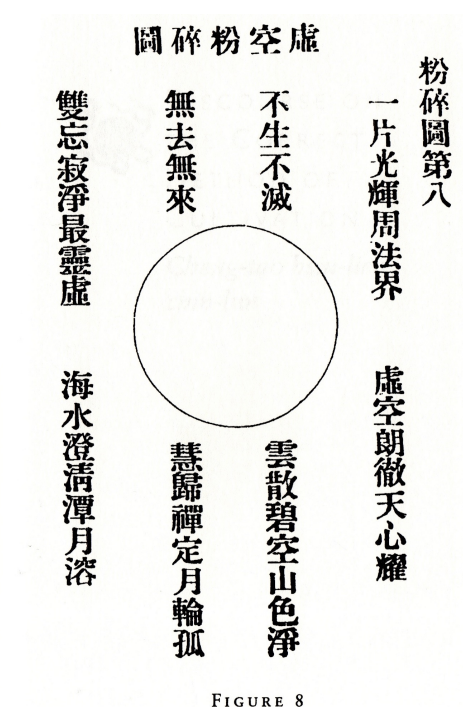 粉碎圖第八
虛空粉碎圖
一片光輝周法界
虛空朗徹天心耀
不生不滅
雲散碧空山色淨
無去無來
慧歸禪定月輪孤
雙忘寂淨最靈虛
海水澄清潭月溶
FIGURE 8